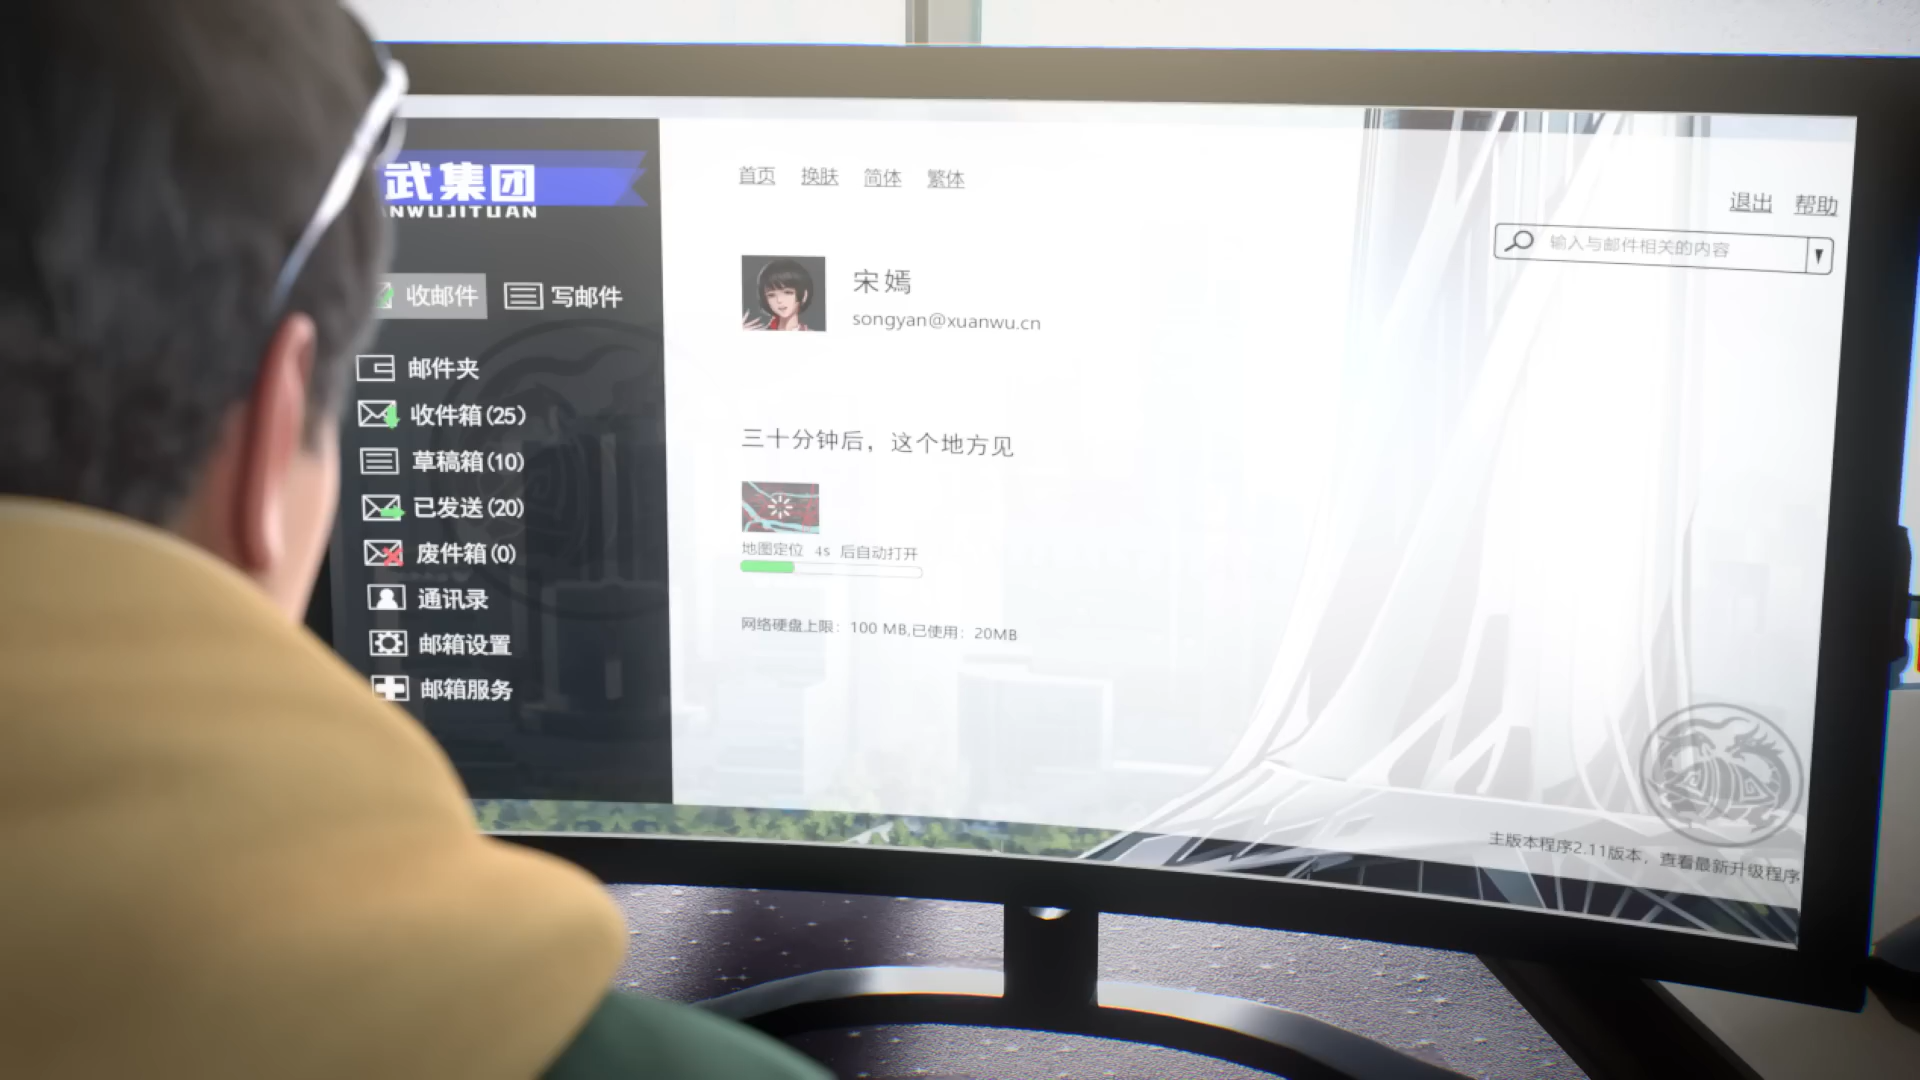 武集团
NWUJITUAN
收邮件 写邮件
邮件夹
收件箱(25)
草稿箱(10)
已发送(20)
废件箱(0)
通讯录
邮箱设置
邮箱服务
首页 换肤 简体 繁体
退出 帮助
输入与邮件相关的内容
宋嫣
songyan@xuanwu.cn
三十分钟后，这个地方见
地图定位 4s 后自动打开
网络硬盘上限：100 MB,已使用：20MB
主版本程序2.11版本，查看最新升级程序